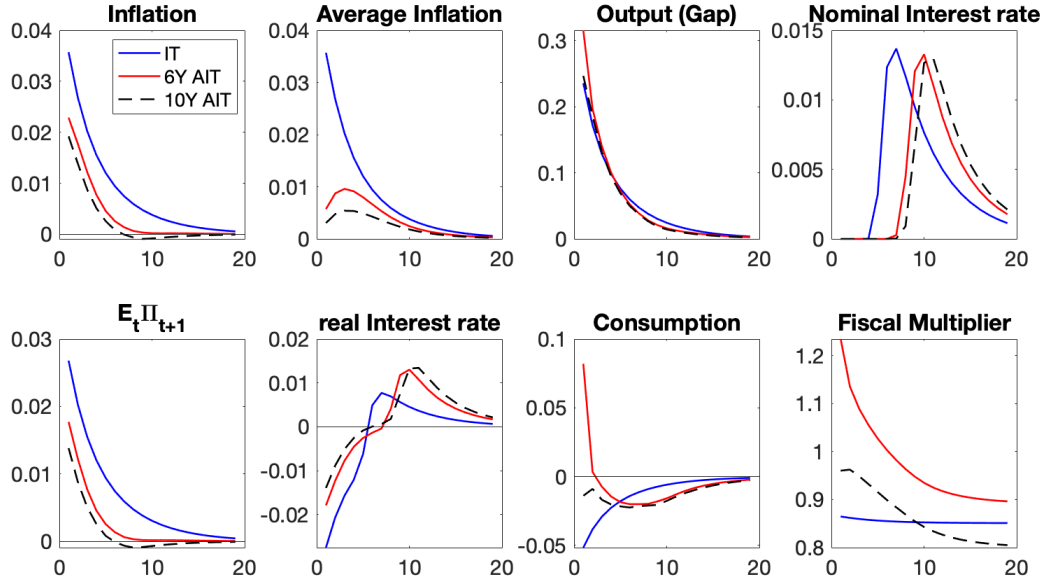 Inflation
0.04
0.03
0.02
0.01
0
0 10 20
IT
6Y AIT
10Y AIT
Average Inflation
0.04
0.03
0.02
0.01
0
0 10 20
Output (Gap)
0.3
0.2
0.1
0
0 10 20
Nominal Interest rate
0.015
0.01
0.005
0
0 10 20
E_tΠ_{t+1}
0.03
0.02
0.01
0
0 10 20
real Interest rate
0.01
0
-0.01
-0.02
0 10 20
Consumption
0.1
0.05
0
-0.05
0 10 20
Fiscal Multiplier
1.2
1.1
1
0.9
0.8
0 10 20